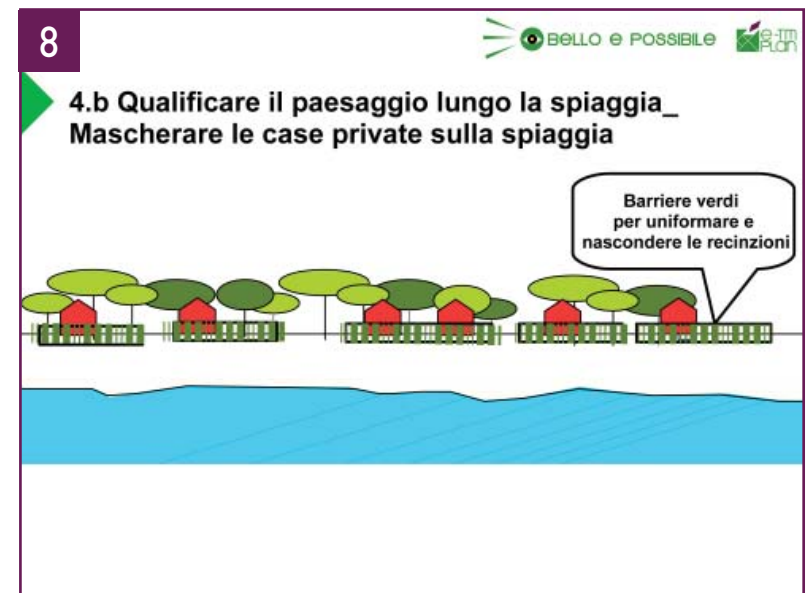 8
BELLO e POSSIBILE
e-Tm
PLan
4.b Qualificare il paesaggio lungo la spiaggia_
Mascherare le case private sulla spiaggia
Barriere verdi
per uniformare e
nascondere le recinzioni